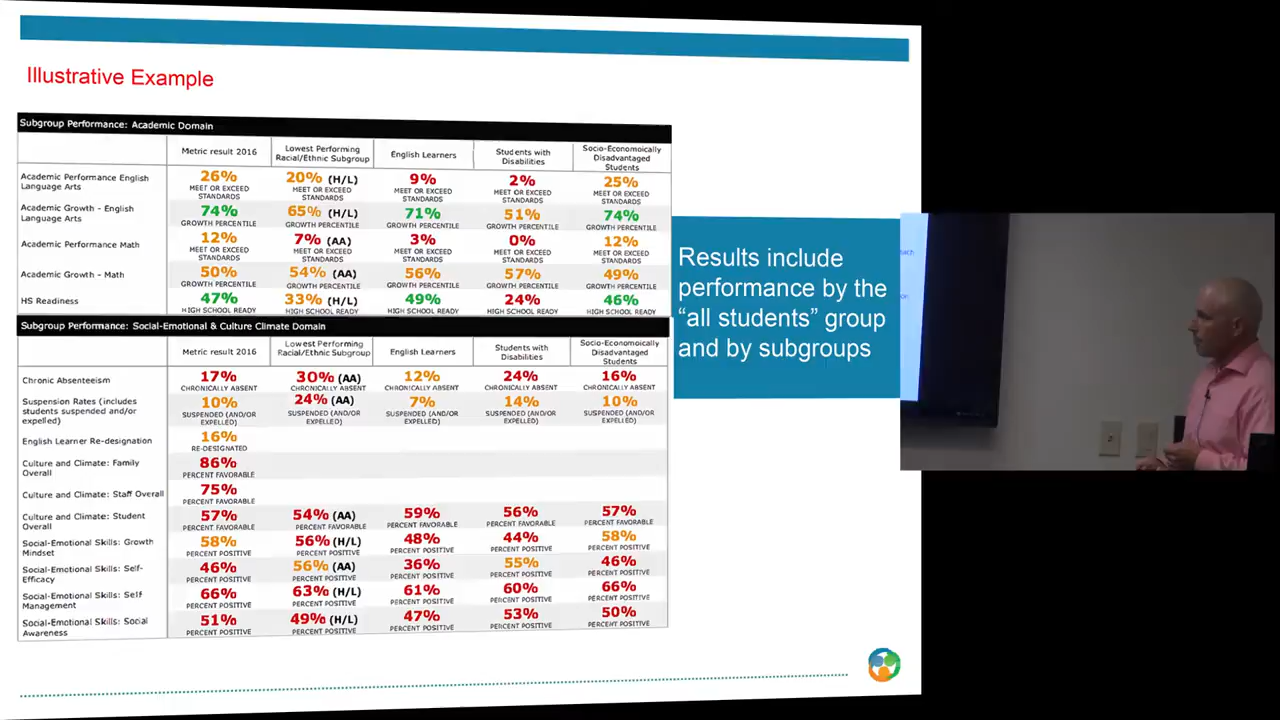 Illustrative Example
Subgroup Performance: Academic Domain
Metric result 2016
Lowest Performing
Racial/Ethnic Subgroup
English Learners
Students with
Disabilities
Socio-Economoically
Disadvantaged
Students
Academic Performance English
Language Arts
26%
MEET OR EXCEED
STANDARDS
20% (H/L)
MEET OR EXCEED
STANDARDS
9%
MEET OR EXCEED
STANDARDS
2%
MEET OR EXCEED
STANDARDS
25%
MEET OR EXCEED
STANDARDS
Academic Growth - English
Language Arts
74%
GROWTH PERCENTILE
65% (H/L)
GROWTH PERCENTILE
71%
GROWTH PERCENTILE
51%
GROWTH PERCENTILE
74%
GROWTH PERCENTILE
Academic Performance Math
12%
MEET OR EXCEED
STANDARDS
7% (AA)
MEET OR EXCEED
STANDARDS
3%
MEET OR EXCEED
STANDARDS
0%
MEET OR EXCEED
STANDARDS
12%
MEET OR EXCEED
STANDARDS
Academic Growth - Math
50%
GROWTH PERCENTILE
54% (AA)
GROWTH PERCENTILE
56%
GROWTH PERCENTILE
57%
GROWTH PERCENTILE
49%
GROWTH PERCENTILE
HS Readiness
47%
HIGH SCHOOL READY
33% (H/L)
HIGH SCHOOL READY
49%
HIGH SCHOOL READY
24%
HIGH SCHOOL READY
46%
HIGH SCHOOL READY
Subgroup Performance: Social-Emotional & Culture Climate Domain
Metric result 2016
Lowest Performing
Racial/Ethnic Subgroup
English Learners
Students with
Disabilities
Socio-Economoically
Disadvantaged
Students
Chronic Absenteeism
17%
CHRONICALLY ABSENT
30% (AA)
CHRONICALLY ABSENT
12%
CHRONICALLY ABSENT
24%
CHRONICALLY ABSENT
16%
CHRONICALLY ABSENT
Suspension Rates (includes
students suspended and/or
expelled)
10%
SUSPENDED (AND/OR
EXPELLED)
24% (AA)
SUSPENDED (AND/OR
EXPELLED)
7%
SUSPENDED (AND/OR
EXPELLED)
14%
SUSPENDED (AND/OR
EXPELLED)
10%
SUSPENDED (AND/OR
EXPELLED)
English Learner Re-designation
16%
RE-DESIGNATED
Culture and Climate: Family
Overall
86%
PERCENT FAVORABLE
Culture and Climate: Staff Overall
75%
PERCENT FAVORABLE
Culture and Climate: Student
Overall
57%
PERCENT FAVORABLE
54% (AA)
PERCENT FAVORABLE
59%
PERCENT FAVORABLE
56%
PERCENT FAVORABLE
57%
PERCENT FAVORABLE
Social-Emotional Skills: Growth
Mindset
58%
PERCENT POSITIVE
56% (H/L)
PERCENT POSITIVE
48%
PERCENT POSITIVE
44%
PERCENT POSITIVE
58%
PERCENT POSITIVE
Social-Emotional Skills: Self-
Efficacy
46%
PERCENT POSITIVE
56% (AA)
PERCENT POSITIVE
36%
PERCENT POSITIVE
55%
PERCENT POSITIVE
46%
PERCENT POSITIVE
Social-Emotional Skills: Self
Management
66%
PERCENT POSITIVE
63% (H/L)
PERCENT POSITIVE
61%
PERCENT POSITIVE
60%
PERCENT POSITIVE
66%
PERCENT POSITIVE
Social-Emotional Skills: Social
Awareness
51%
PERCENT POSITIVE
49% (H/L)
PERCENT POSITIVE
47%
PERCENT POSITIVE
53%
PERCENT POSITIVE
50%
PERCENT POSITIVE
Results include
performance by the
“all students” group
and by subgroups